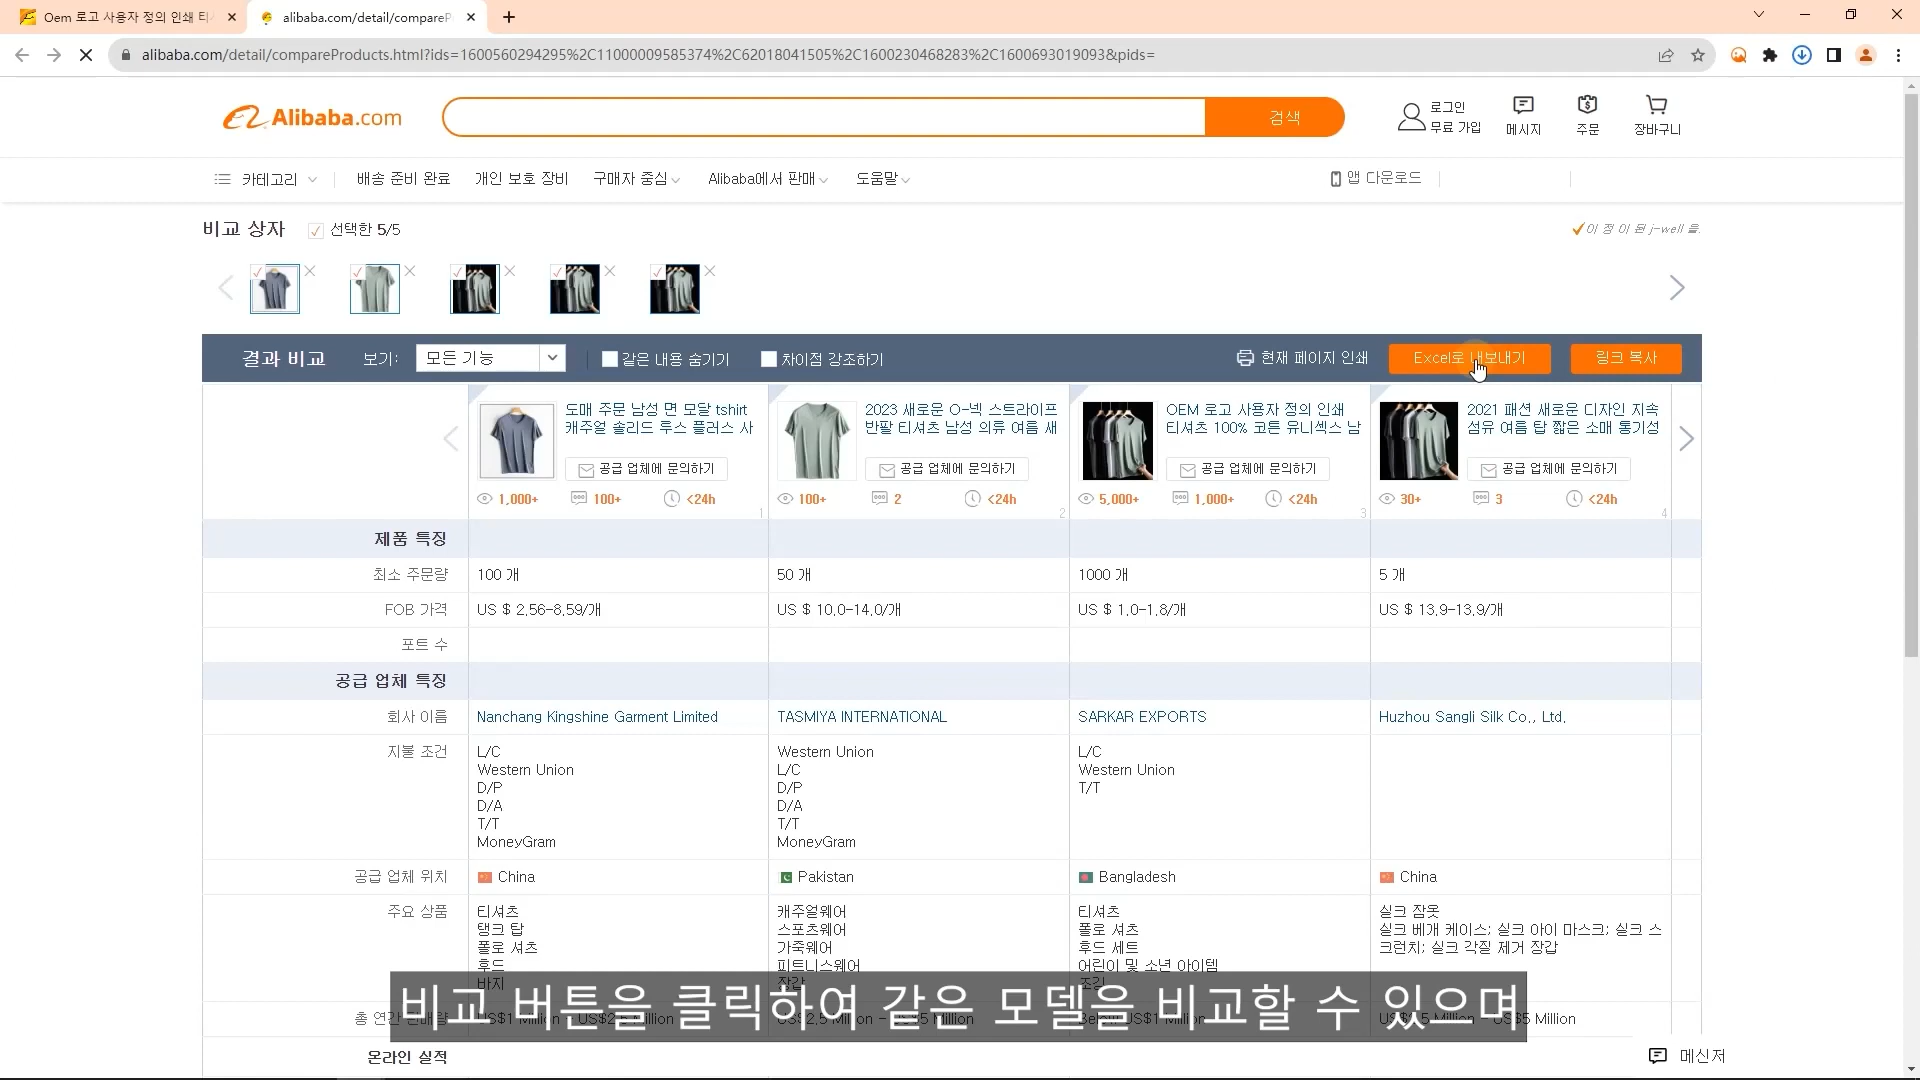 Oem 로고 사용자 정의 인쇄 티
alibaba.com/detail/compareP
alibaba.com/detail/compareProducts.html?ids=1600560294295%2C11000009585374%2C62018041505%2C1600230468283%2C1600693019093&pids=
Alibaba.com
검색
로그인
무료 가입
메시지
주문
장바구니
카테고리
배송 준비 완료
개인 보호 장비
구매자 중심
Alibaba에서 판매
도움말
앱 다운로드
비교 상자
선택한 5/5
이 정 이 된 j-well 을.
결과 비교
보기:
모든 기능
같은 내용 숨기기
차이점 강조하기
현재 페이지 인쇄
Excel로 내보내기
링크 복사
도매 주문 남성 면 모달 tshirt
캐주얼 솔리드 루스 플러스 사
공급 업체에 문의하기
1,000+
100+
<24h
1
2023 새로운 O-넥 스트라이프
반팔 티셔츠 남성 의류 여름 새
공급 업체에 문의하기
100+
2
<24h
2
OEM 로고 사용자 정의 인쇄
티셔츠 100% 코튼 유니섹스 남
공급 업체에 문의하기
5,000+
1,000+
<24h
3
2021 패션 새로운 디자인 지속
섬유 여름 탑 짧은 소매 통기성
공급 업체에 문의하기
30+
3
<24h
4
제품 특징
최소 주문량
100 개
50 개
1000 개
5 개
FOB 가격
US $ 2.56-8.59/개
US $ 10.0-14.0/개
US $ 1.0-1.8/개
US $ 13.9-13.9/개
포트 수
공급 업체 특징
회사 이름
Nanchang Kingshine Garment Limited
TASMIYA INTERNATIONAL
SARKAR EXPORTS
Huzhou Sangli Silk Co., Ltd.
지불 조건
L/C
Western Union
D/P
D/A
T/T
MoneyGram
Western Union
L/C
D/P
D/A
T/T
MoneyGram
L/C
Western Union
T/T
공급 업체 위치
China
Pakistan
Bangladesh
China
주요 상품
티셔츠
탱크 탑
폴로 셔츠
후드
바지
캐주얼웨어
스포츠웨어
가죽웨어
피트니스웨어
장갑
티셔츠
폴로 셔츠
후드 세트
어린이 및 소년 아이템
조깅
실크 잠옷
실크 베개 케이스; 실크 아이 마스크; 실크 스
크런치; 실크 각질 제거 장갑
비교 버튼을 클릭하여 같은 모델을 비교할 수 있으며
총 연간
US$5 Million
온라인 실적
메신저